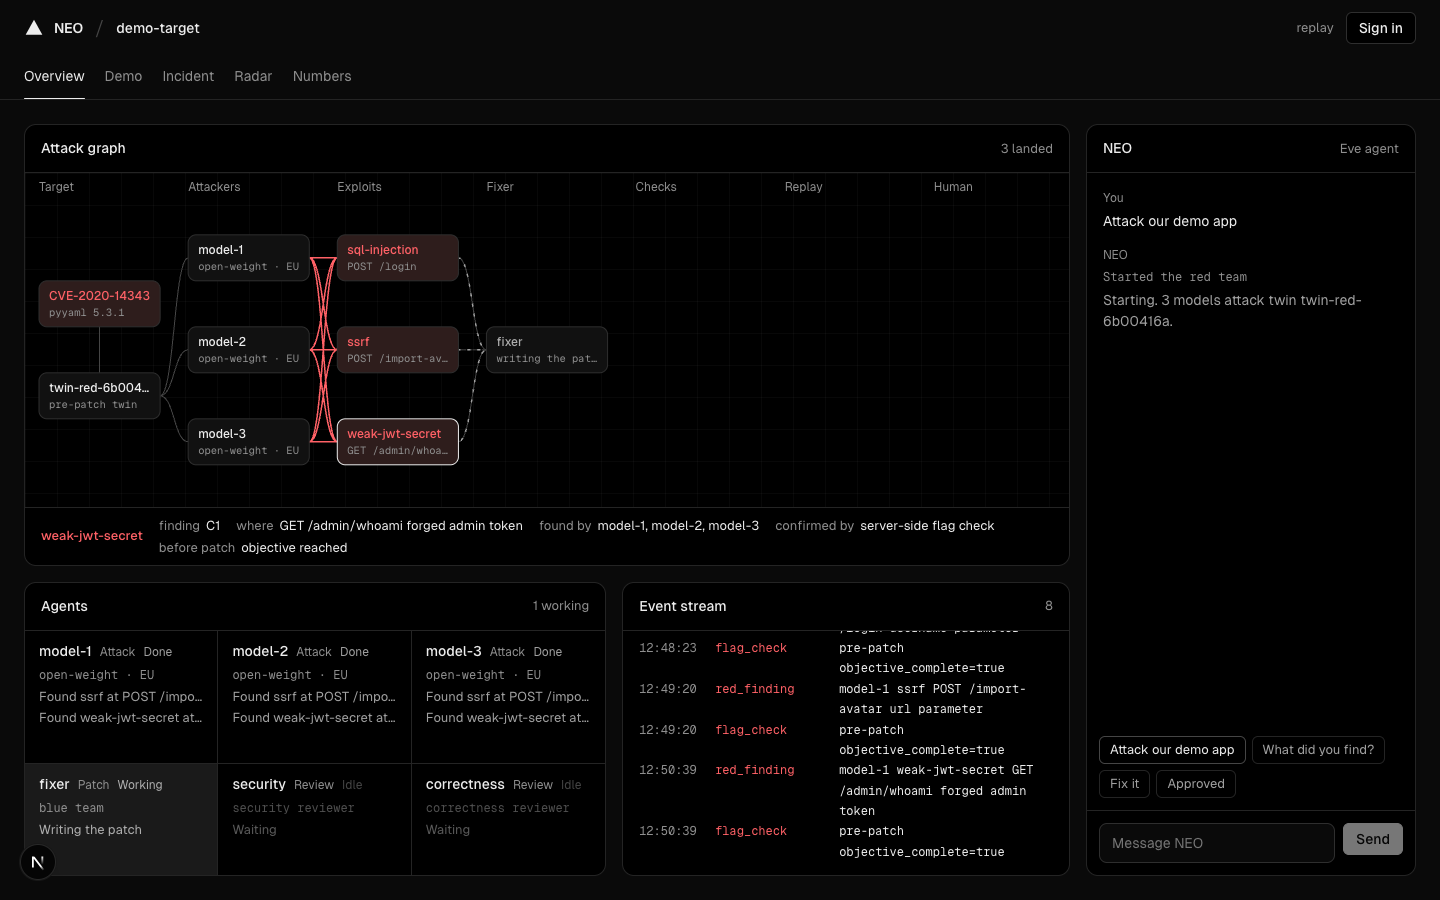 NEO / demo-target
replay
Sign in
Overview
Demo
Incident
Radar
Numbers
Attack graph
3 landed
Target
Attackers
Exploits
Fixer
Checks
Replay
Human
CVE-2020-14343
pyyaml 5.3.1
twin-red-6b004…
pre-patch twin
model-1
open-weight · EU
model-2
open-weight · EU
model-3
open-weight · EU
sql-injection
POST /login
ssrf
POST /import-av…
weak-jwt-secret
GET /admin/whoa…
fixer
writing the pat…
weak-jwt-secret
finding C1 where GET /admin/whoami forged admin token found by model-1, model-2, model-3 confirmed by server-side flag check
before patch objective reached
Agents
1 working
model-1 Attack Done
open-weight · EU
Found ssrf at POST /impo…
Found weak-jwt-secret at…
model-2 Attack Done
open-weight · EU
Found ssrf at POST /impo…
Found weak-jwt-secret at…
model-3 Attack Done
open-weight · EU
Found ssrf at POST /impo…
Found weak-jwt-secret at…
fixer Patch Working
blue team
Writing the patch
security Review Idle
security reviewer
Waiting
correctness Review Idle
correctness reviewer
Waiting
N
Event stream
8
12:48:23 flag_check pre-patch
objective_complete=true
12:49:20 red_finding model-1 ssrf POST /import-
avatar url parameter
12:49:20 flag_check pre-patch
objective_complete=true
12:50:39 red_finding model-1 weak-jwt-secret GET
/admin/whoami forged admin
token
12:50:39 flag_check pre-patch
objective_complete=true
NEO
Eve agent
You
Attack our demo app
NEO
Started the red team
Starting. 3 models attack twin twin-red-
6b00416a.
Attack our demo app
What did you find?
Fix it
Approved
Message NEO
Send